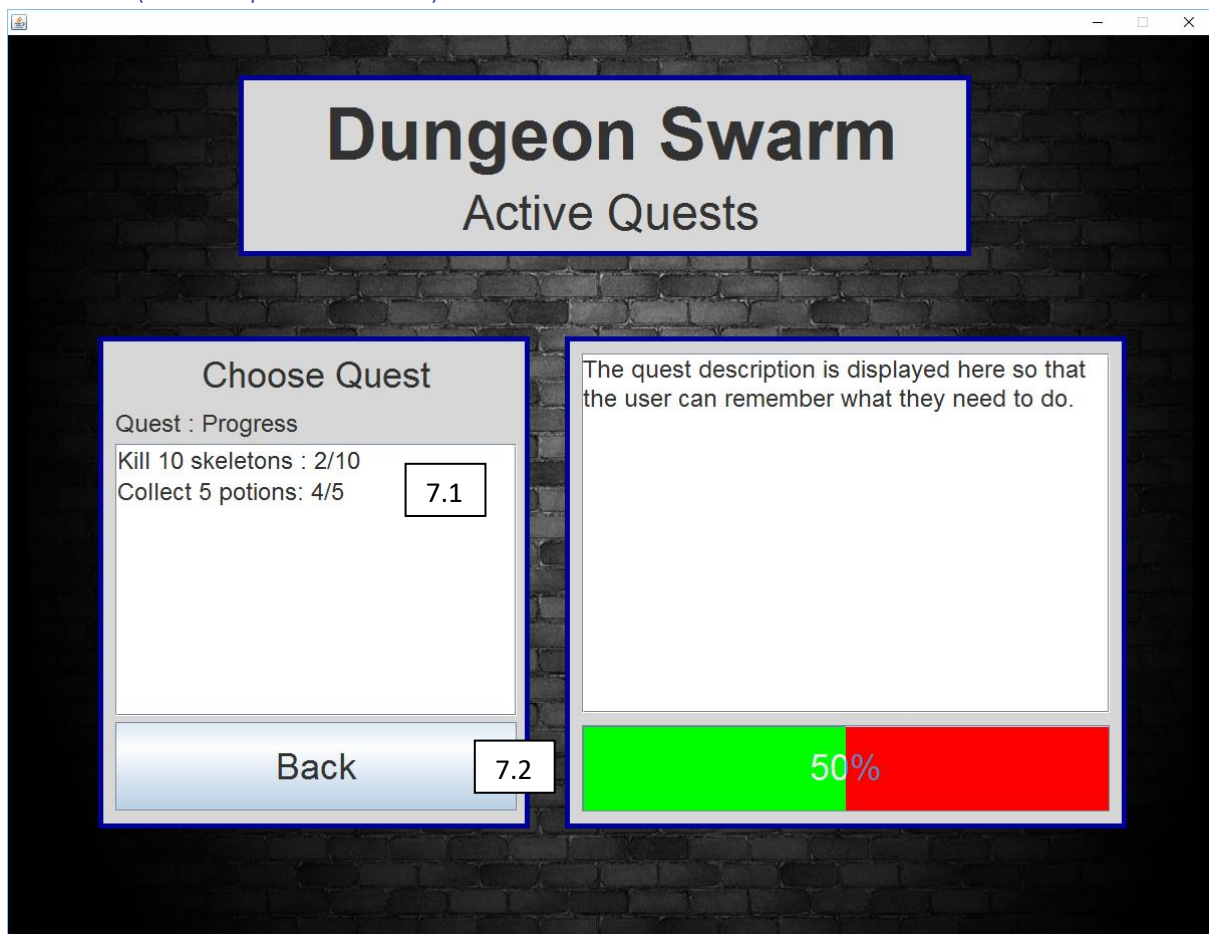 Dungeon Swarm
Active Quests
Choose Quest
Quest : Progress
Kill 10 skeletons : 2/10
Collect 5 potions: 4/5
7.1
Back
7.2
The quest description is displayed here so that
the user can remember what they need to do.
50%